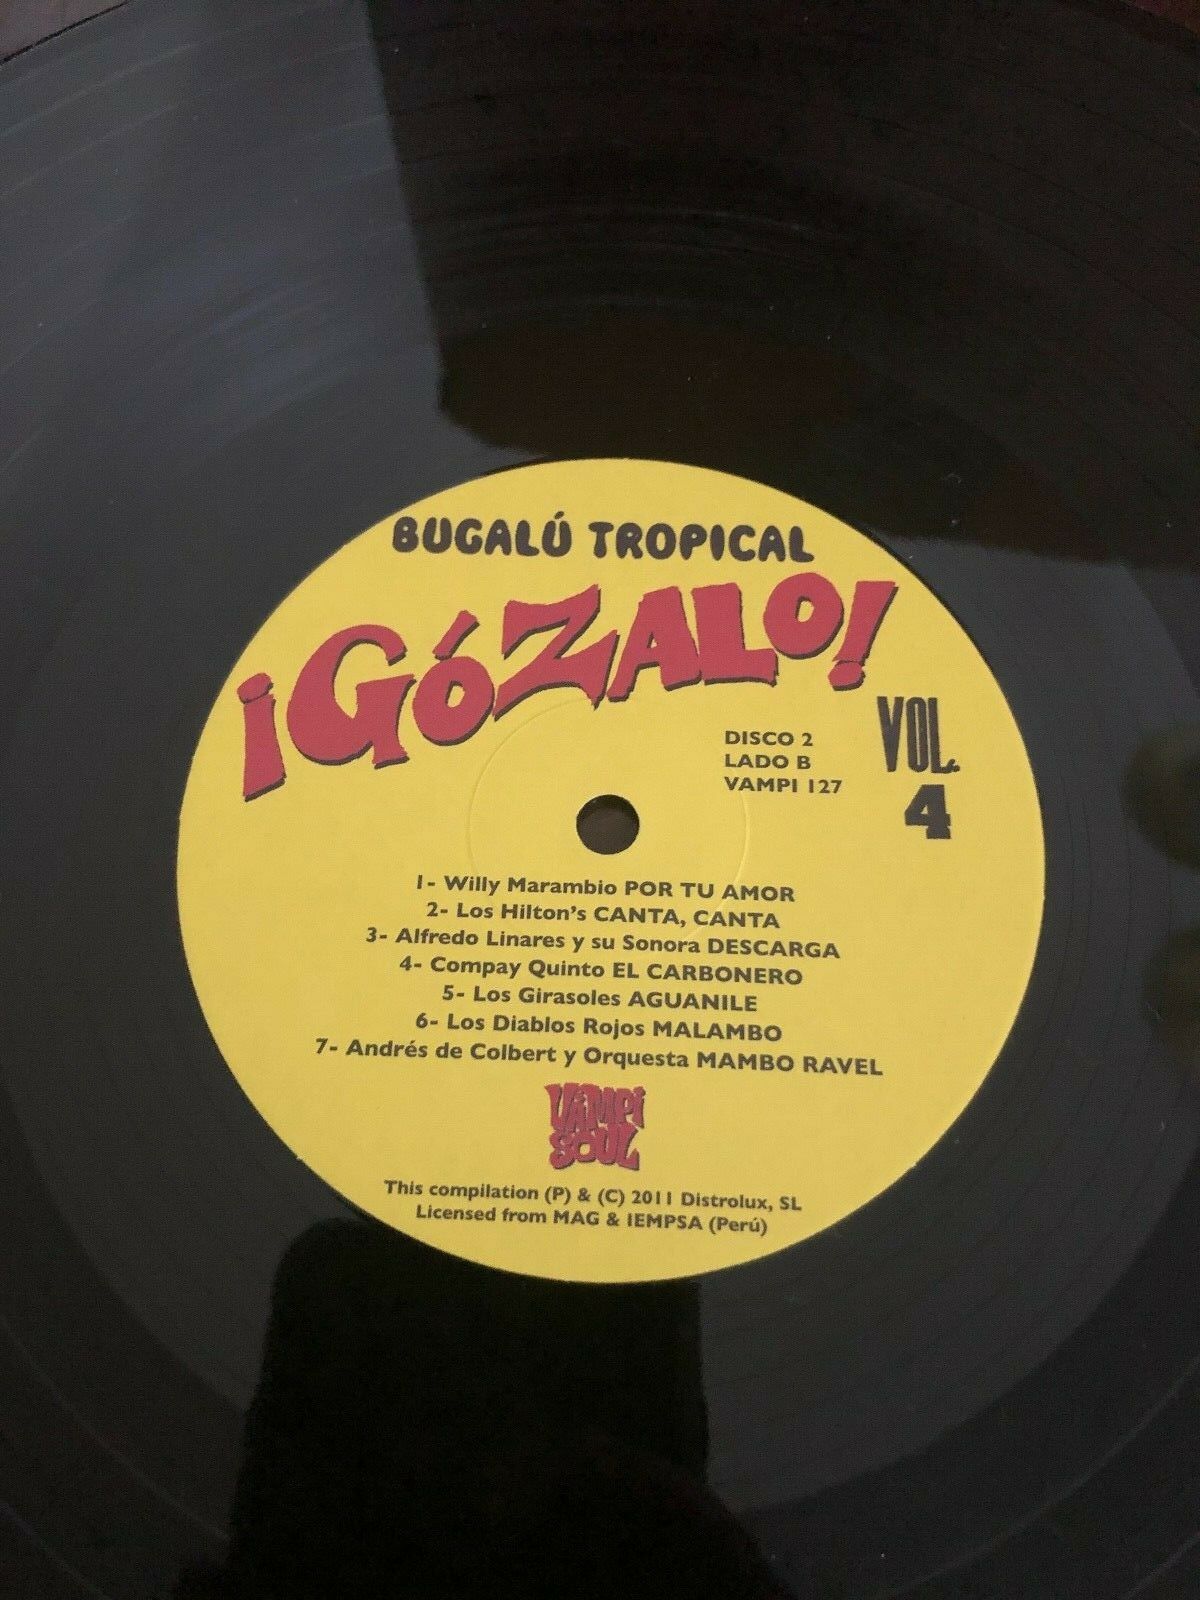 BUGALÚ TROPICAL
¡GÓZALO!
VOL.
4
DISCO 2
LADO B
VAMPI 127
1- Willy Marambio POR TU AMOR
2- Los Hilton's CANTA, CANTA
3- Alfredo Linares y su Sonora DESCARGA
4- Compay Quinto EL CARBONERO
5- Los Girasoles AGUANILE
6- Los Diablos Rojos MALAMBO
7- Andrés de Colbert y Orquesta MAMBO RAVEL
VAMPI
SOUL
This compilation (P) & (C) 2011 Distrolux, SL
Licensed from MAG & IEMPSA (Perú)